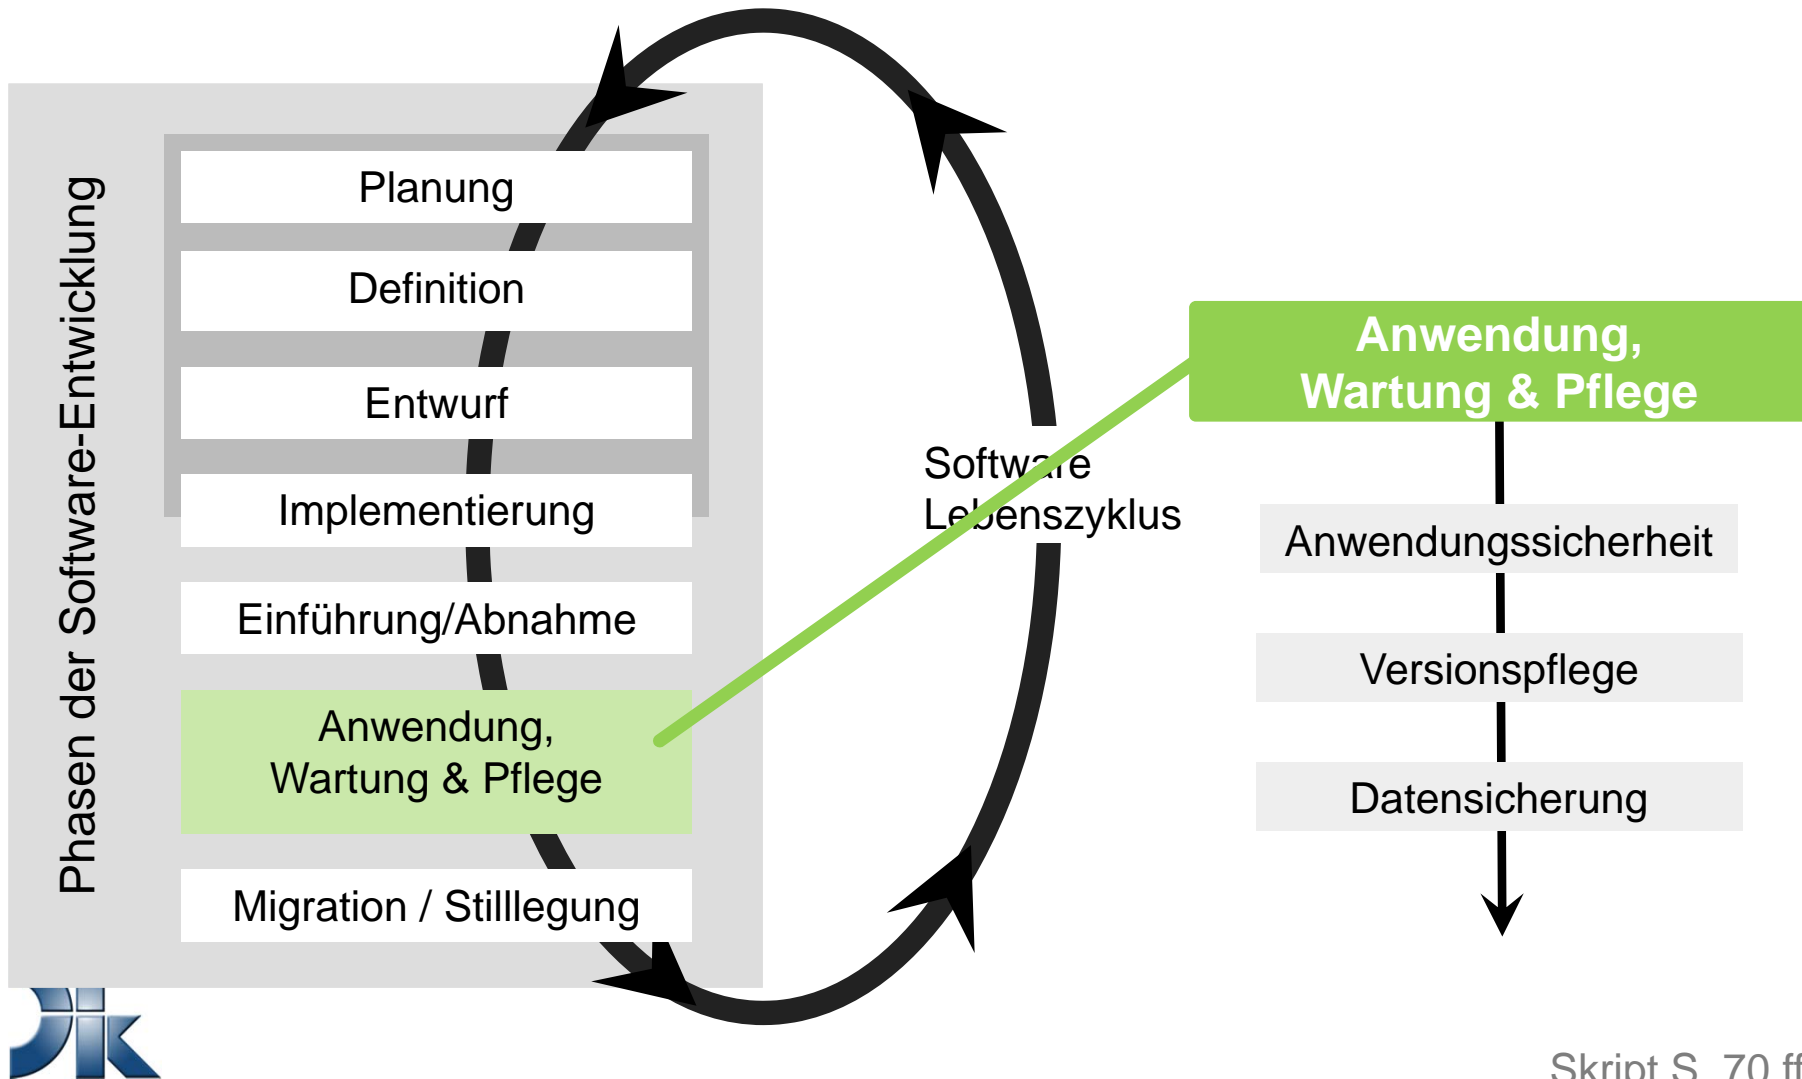 Phasen der Software-Entwicklung
Planung
Definition
Entwurf
Implementierung
Einführung/Abnahme
Anwendung,
Wartung & Pflege
Migration / Stilllegung
Software
Lebenszyklus
Anwendung,
Wartung & Pflege
Anwendungssicherheit
Versionspflege
Datensicherung
Skript S. 70 ff